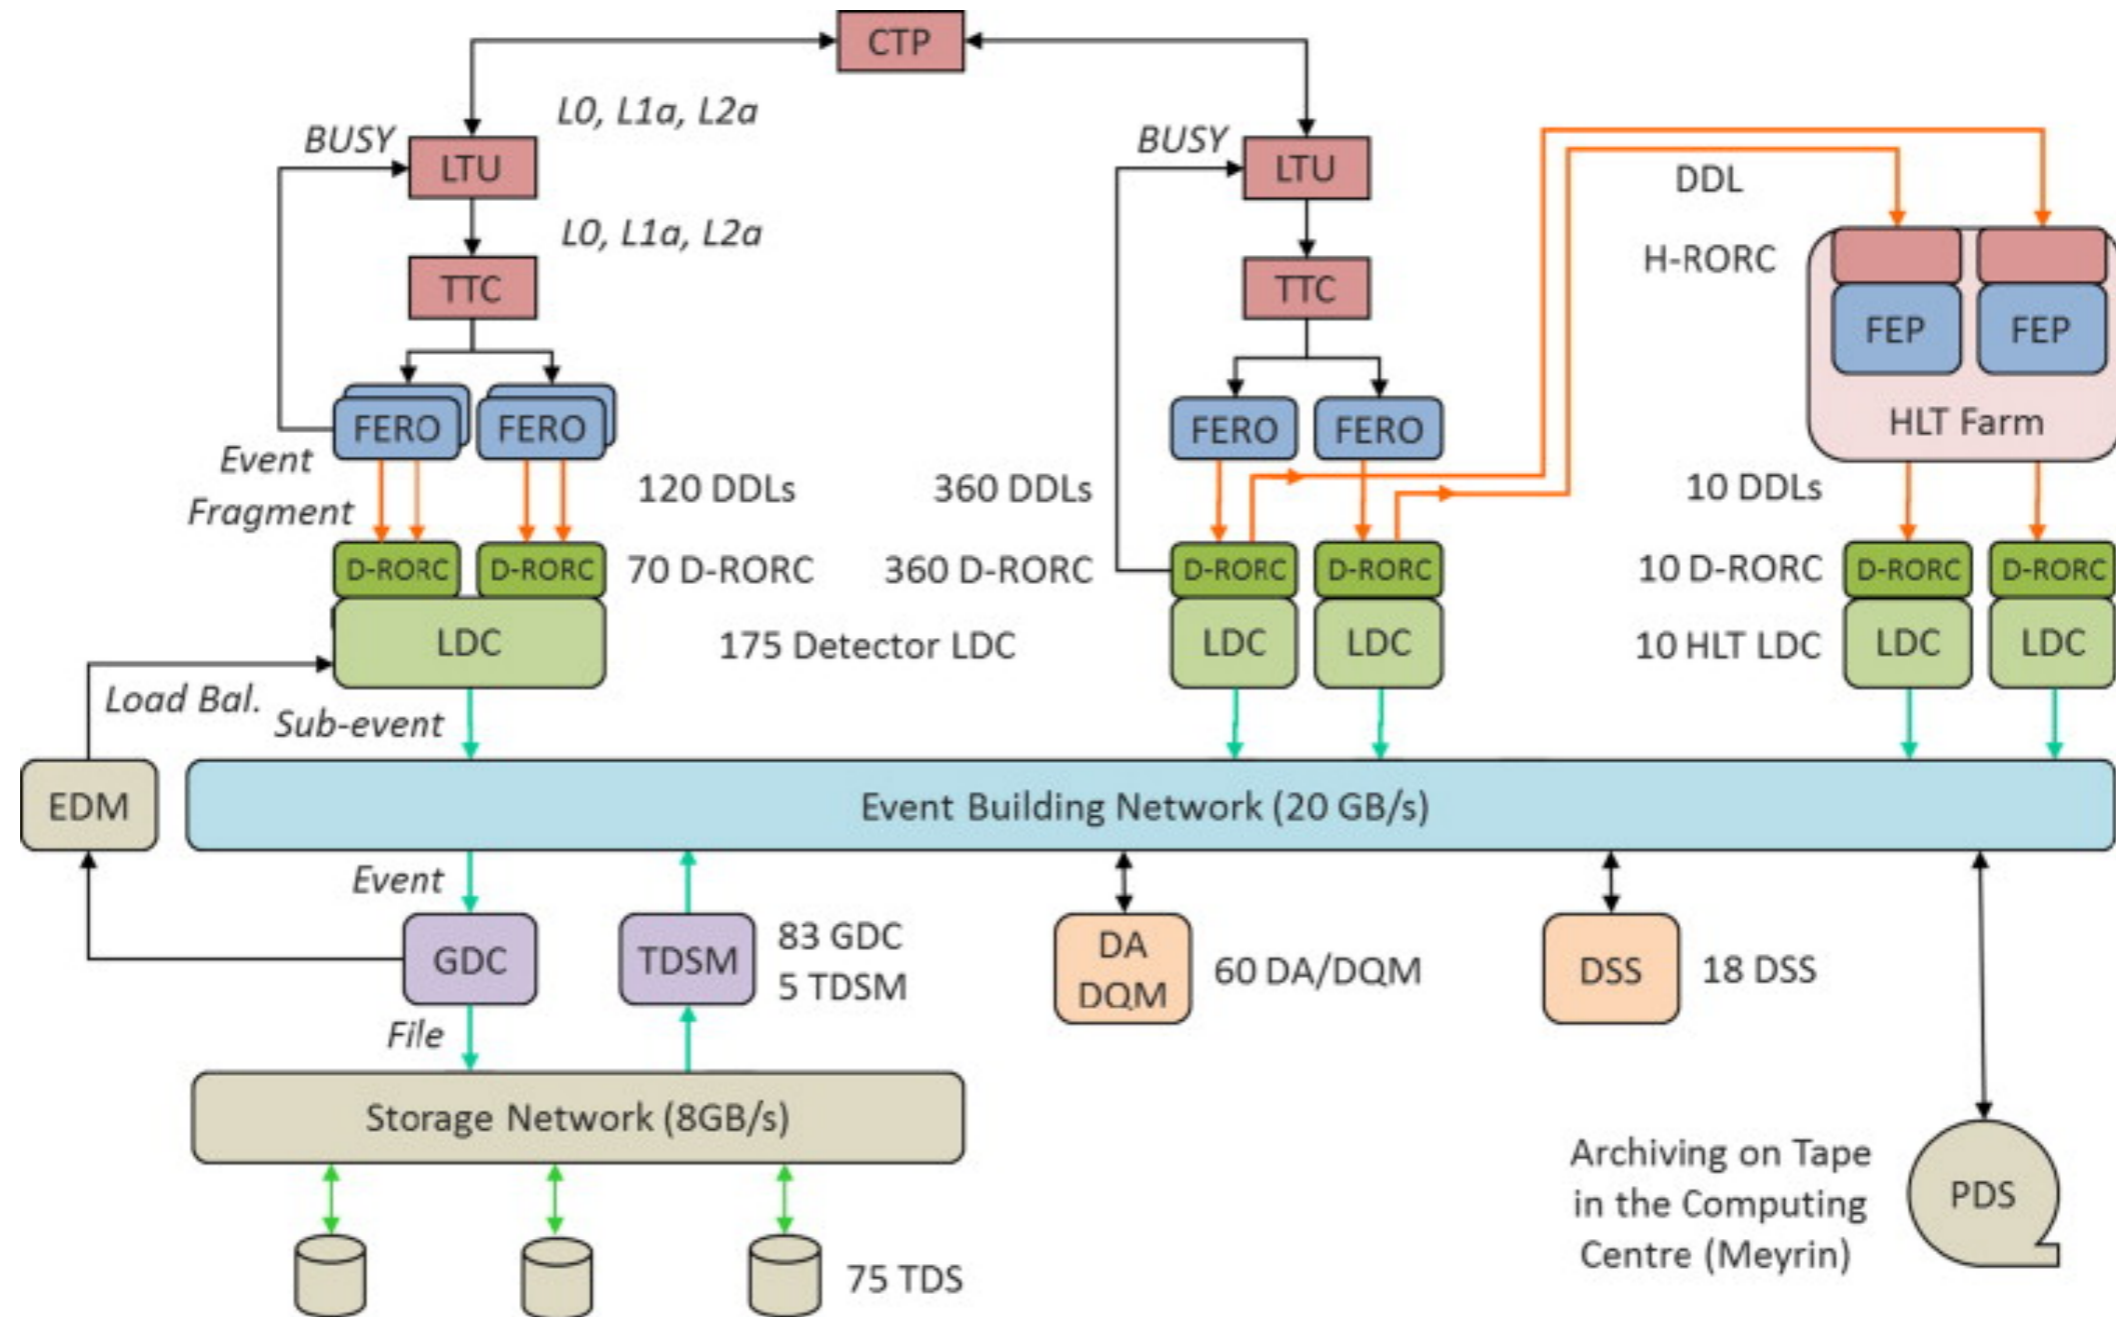 CTP
L0, L1a, L2a
BUSY
LTU
BUSY
LTU
DDL
L0, L1a, L2a
H-RORC
TTC
TTC
FEP
FEP
HLT Farm
FERO
FERO
FERO
FERO
Event
Fragment
120 DDLs
360 DDLs
10 DDLs
D-RORC
D-RORC
70 D-RORC
360 D-RORC
D-RORC
D-RORC
10 D-RORC
D-RORC
D-RORC
LDC
175 Detector LDC
LDC
LDC
10 HLT LDC
LDC
LDC
Load Bal.
Sub-event
EDM
Event Building Network (20 GB/s)
Event
GDC
TDSM
83 GDC
5 TDSM
DA
DQM
60 DA/DQM
DSS
18 DSS
File
Storage Network (8GB/s)
Archiving on Tape
in the Computing
Centre (Meyrin)
PDS
75 TDS